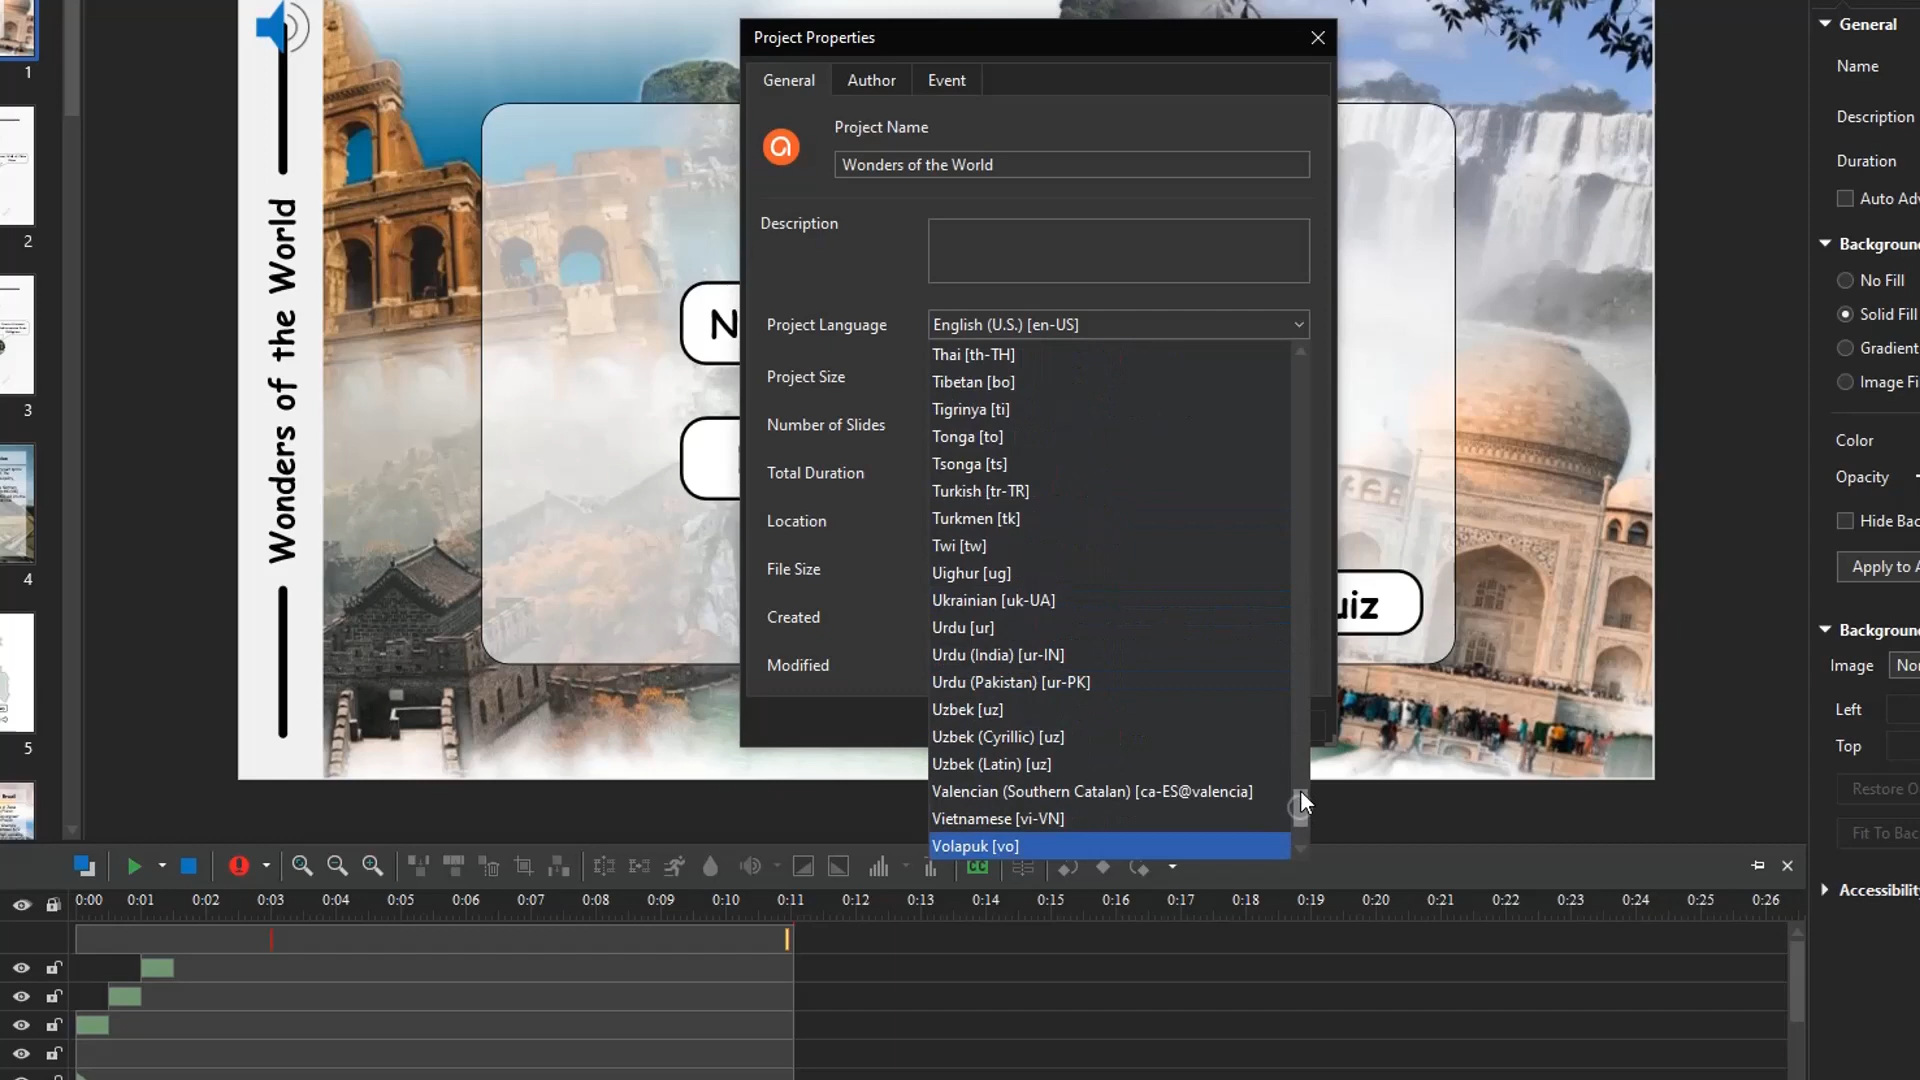 1
2
3
4
5
Wonders of the World
N
uiz
Project Properties
General
Author
Event
Project Name
Wonders of the World
Description
Project Language
English (U.S.) [en-US]
Thai [th-TH]
Tibetan [bo]
Tigrinya [ti]
Tonga [to]
Tsonga [ts]
Turkish [tr-TR]
Turkmen [tk]
Twi [tw]
Uighur [ug]
Ukrainian [uk-UA]
Urdu [ur]
Urdu (India) [ur-IN]
Urdu (Pakistan) [ur-PK]
Uzbek [uz]
Uzbek (Cyrillic) [uz]
Uzbek (Latin) [uz]
Valencian (Southern Catalan) [ca-ES@valencia]
Vietnamese [vi-VN]
Volapuk [vo]
Project Size
Number of Slides
Total Duration
Location
File Size
Created
Modified
General
Name
Description
Duration
Auto Adv
Background
No Fill
Solid Fill
Gradient
Image Fi
Color
Opacity
Hide Bac
Apply to A
Background
Image
Non
Left
Top
Restore O
Fit To Bac
Accessibility
CC
0:00 0:01 0:02 0:03 0:04 0:05 0:06 0:07 0:08 0:09 0:10 0:11 0:12 0:13 0:14 0:15 0:16 0:17 0:18 0:19 0:20 0:21 0:22 0:23 0:24 0:25 0:26